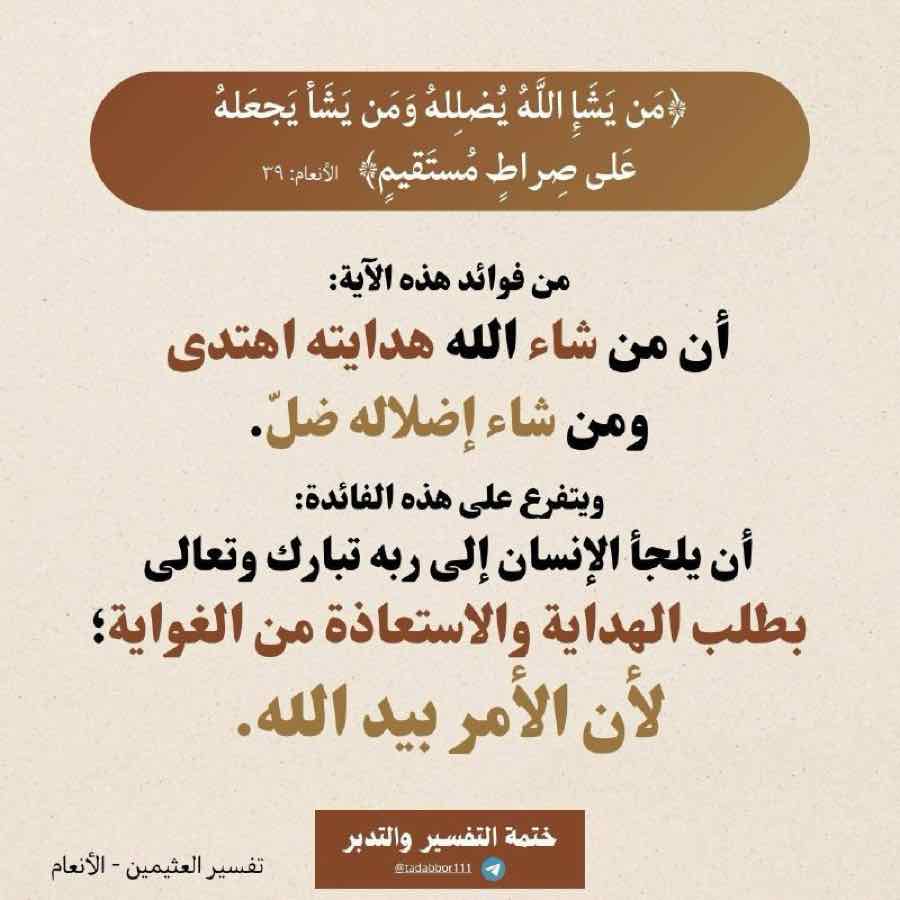 ﴿مَن يَشَإِ اللَّهُ يُضلِلهُ وَمَن يَشَأ يَجعَلهُ
عَلى صِراطٍ مُستَقيمٍ﴾ الأنعام: ٣٩
من فوائد هذه الآية:
أن من شاء الله هدايته اهتدى
ومن شاء إضلاله ضلّ.
ويتفرع على هذه الفائدة:
أن يلجأ الإنسان إلى ربه تبارك وتعالى
بطلب الهداية والاستعاذة من الغواية؛
لأن الأمر بيد الله.
ختمة التفسير والتدبر
@tadabbor111
تفسير العثيمين - الأنعام